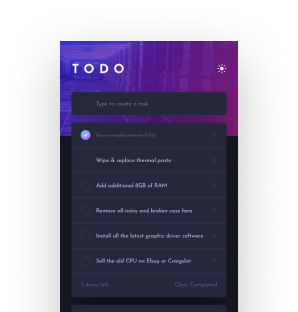 TODO
Type to create a task
Buy a replacement CPU
Wipe & replace thermal paste
Add additional 8GB of RAM
Remove all noisy and broken case fans
Install all the latest graphic driver software
Sell the old CPU on Ebay or Craigslist
5 items left
Clear Completed